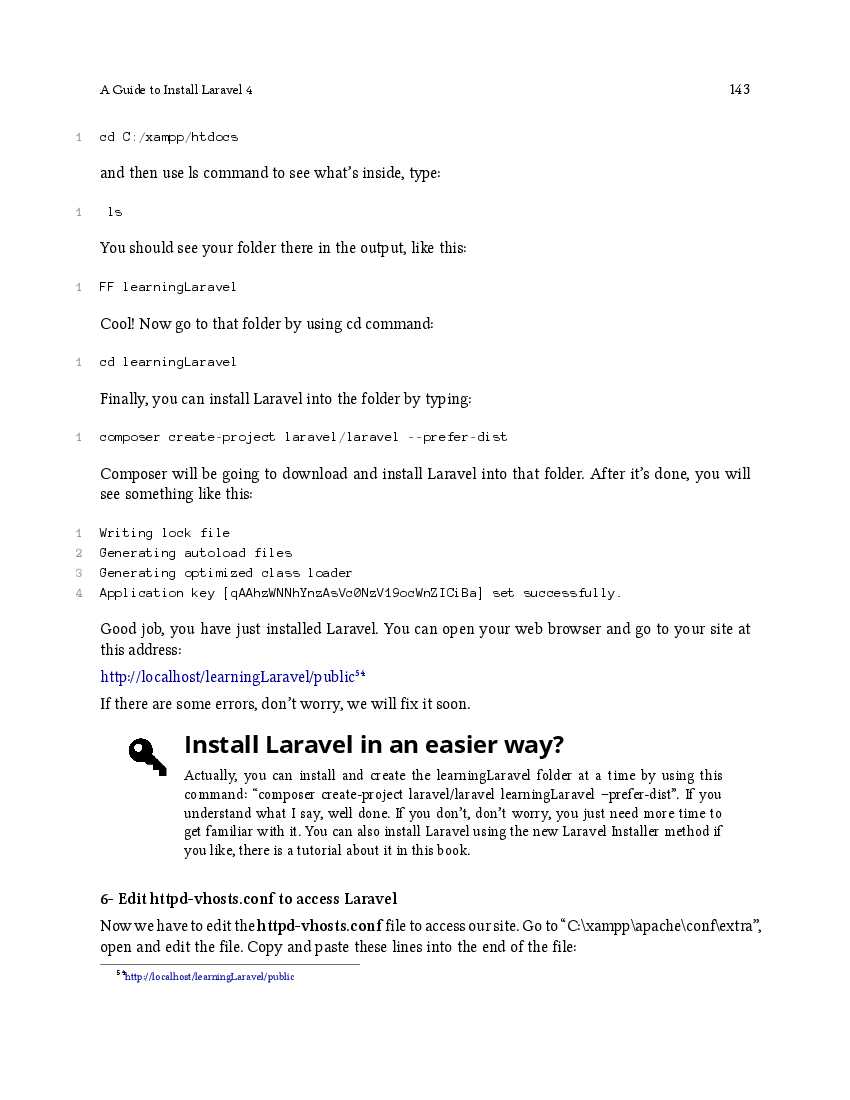 A Guide to Install Laravel 4 143
1 cd C:/xampp/htdocs
and then use ls command to see what's inside, type:
1 ls
You should see your folder there in the output, like this:
1 FF learningLaravel
Cool! Now go to that folder by using cd command:
1 cd learningLaravel
Finally, you can install Laravel into the folder by typing:
1 composer create-project laravel/laravel --prefer-dist
Composer will be going to download and install Laravel into that folder. After it's done, you will
see something like this:
1 Writing lock file
2 Generating autoload files
3 Generating optimized class loader
4 Application key [qAAhzWNNhYnzAsVc0NzV19ocWnZICiBa] set successfully.
Good job, you have just installed Laravel. You can open your web browser and go to your site at
this address:
http://localhost/learningLaravel/public⁵⁴
If there are some errors, don't worry, we will fix it soon.
Install Laravel in an easier way?
Actually, you can install and create the learningLaravel folder at a time by using this
command: "composer create-project laravel/laravel learningLaravel –prefer-dist". If you
understand what I say, well done. If you don't, don't worry, you just need more time to
get familiar with it. You can also install Laravel using the new Laravel Installer method if
you like, there is a tutorial about it in this book.
6- Edit httpd-vhosts.conf to access Laravel
Now we have to edit the httpd-vhosts.conf file to access our site. Go to "C:\xampp\apache\conf\extra",
open and edit the file. Copy and paste these lines into the end of the file:
⁵⁴http://localhost/learningLaravel/public